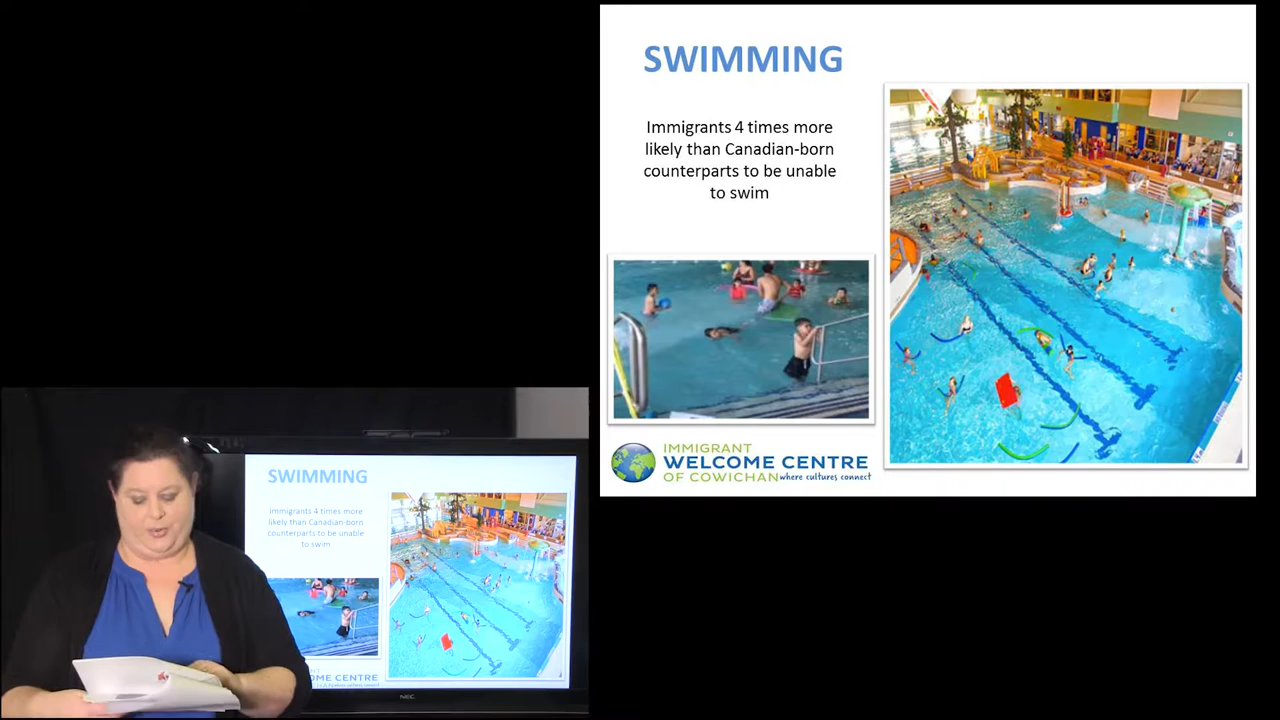 SWIMMING
Immigrants 4 times more
likely than Canadian-born
counterparts to be unable
to swim
IMMIGRANT
WELCOME CENTRE
OF COWICHAN where cultures connect
SWIMMING
Immigrants 4 times more
likely than Canadian-born
counterparts to be unable
to swim
COME CENTRE
NEC